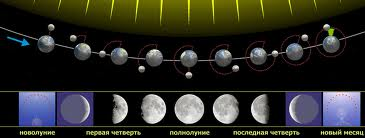 новолуние первая четверть полнолуние последняя четверть новый месяц